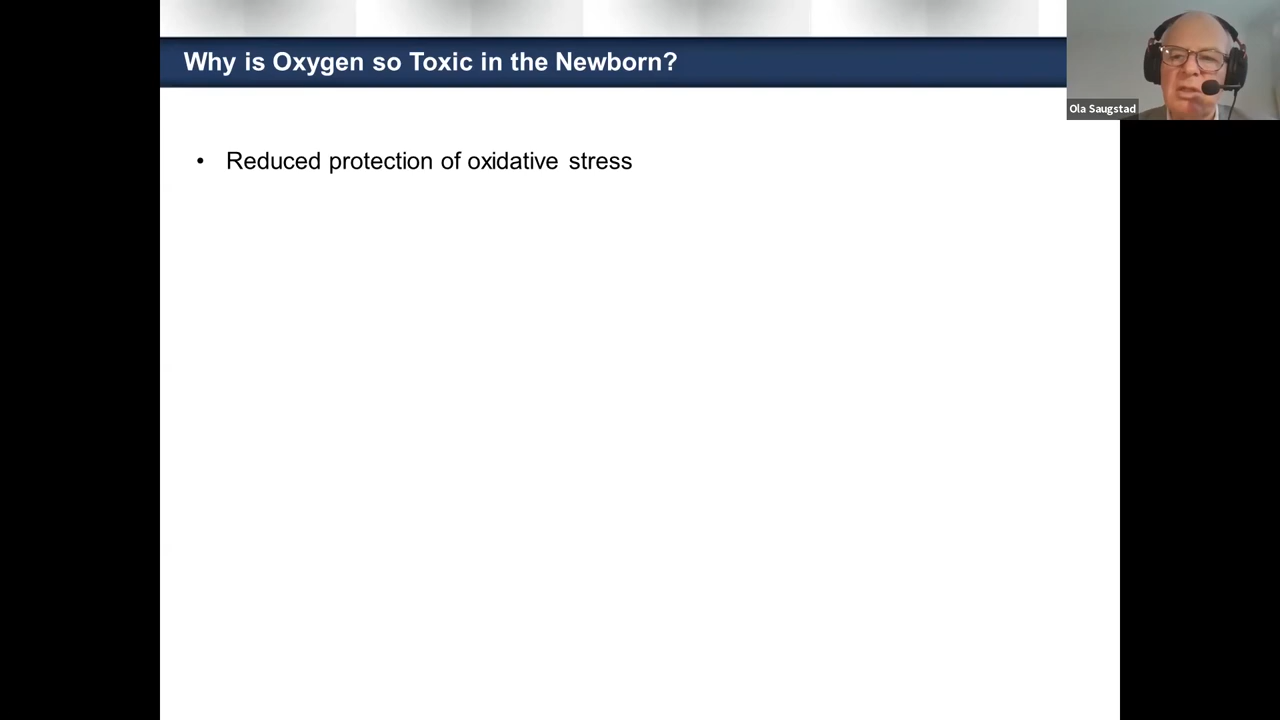 Why is Oxygen so Toxic in the Newborn?
Ola Saugstad
• Reduced protection of oxidative stress